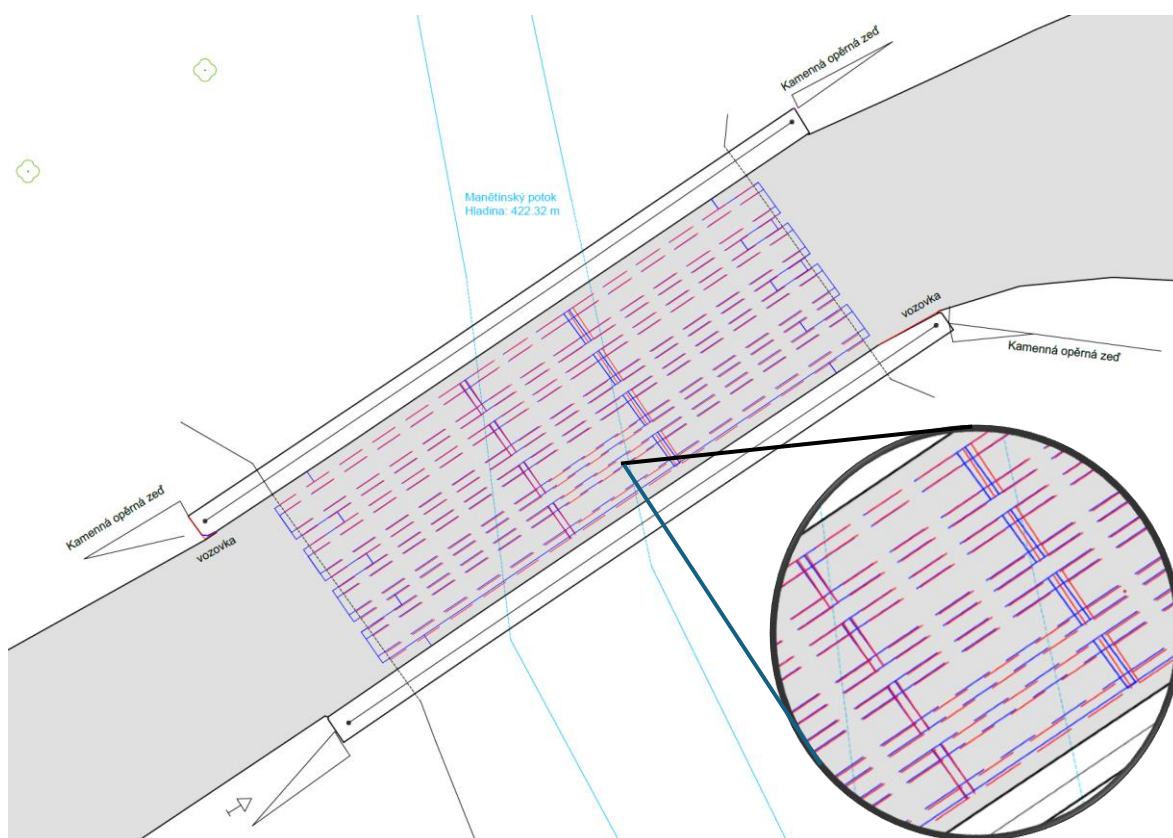 Kamenná opěrná zeď
Manětínský potok
Hladina: 422.32 m
vozovka
Kamenná opěrná zeď
Kamenná opěrná zeď
vozovka